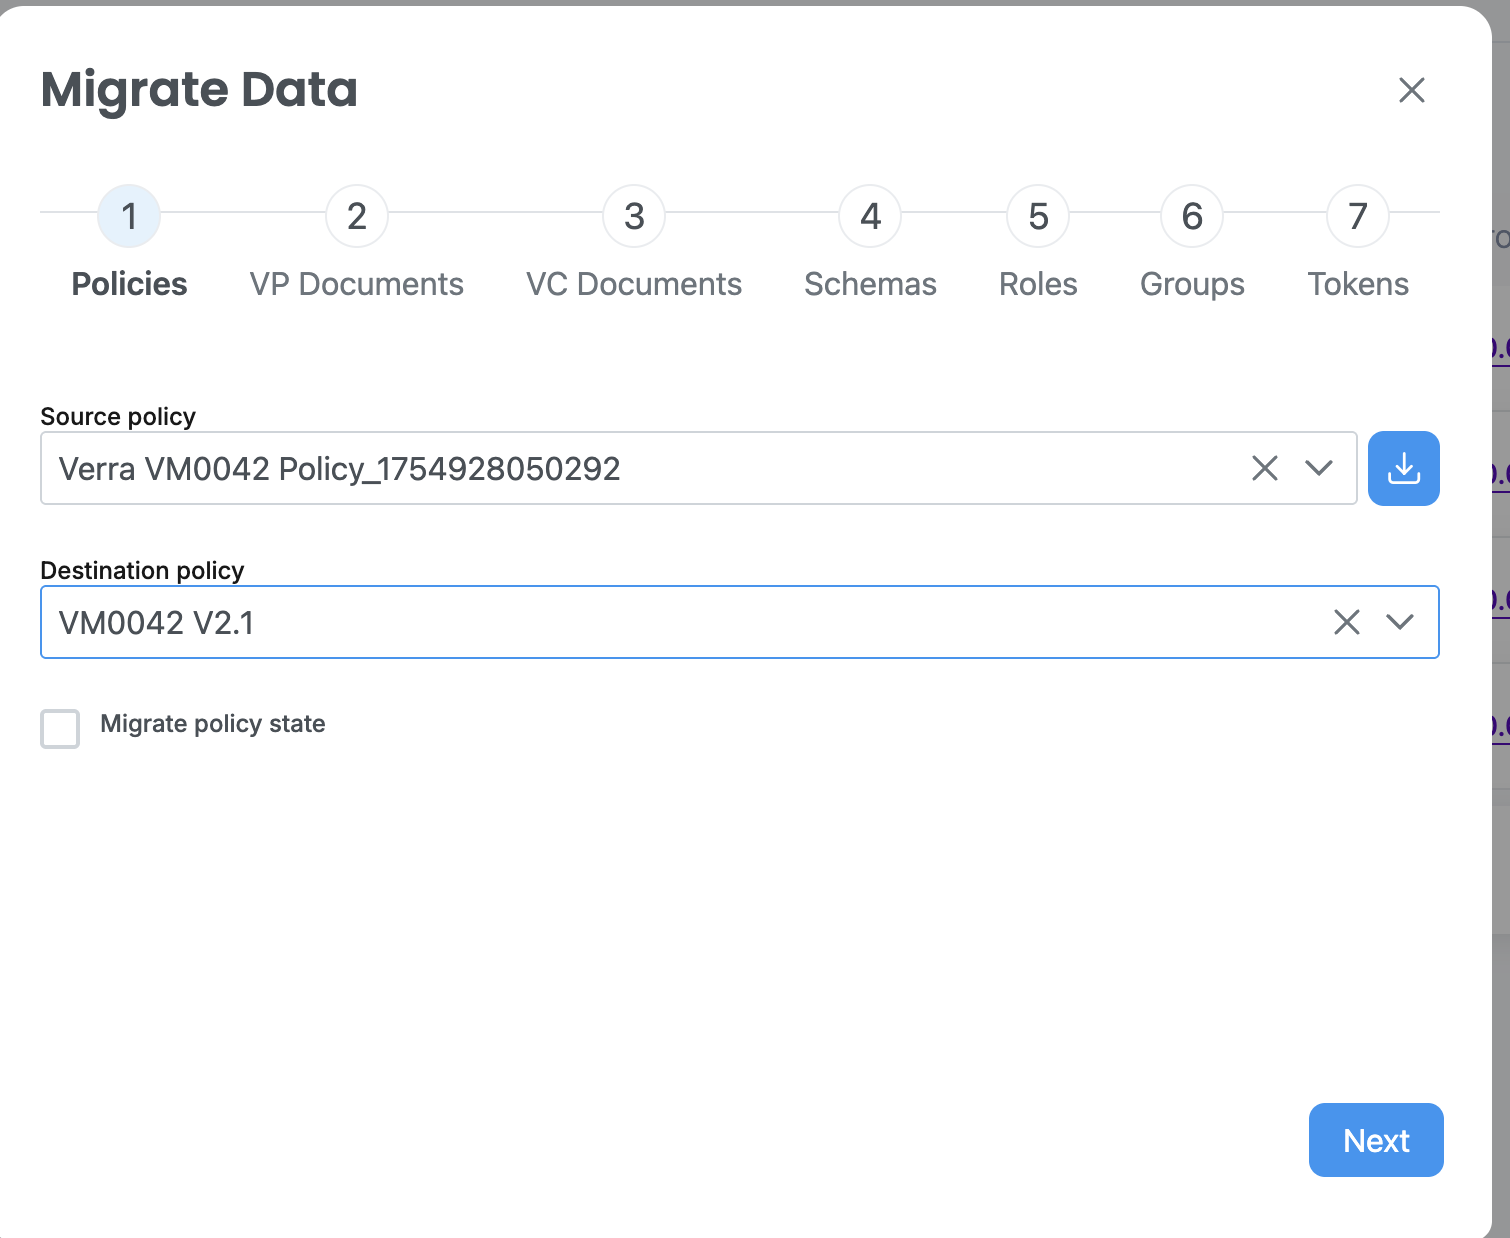 Migrate Data
1 2 3 4 5 6 7
Policies VP Documents VC Documents Schemas Roles Groups Tokens
Source policy
Verra VM0042 Policy_1754928050292
Destination policy
VM0042 V2.1
Migrate policy state
Next